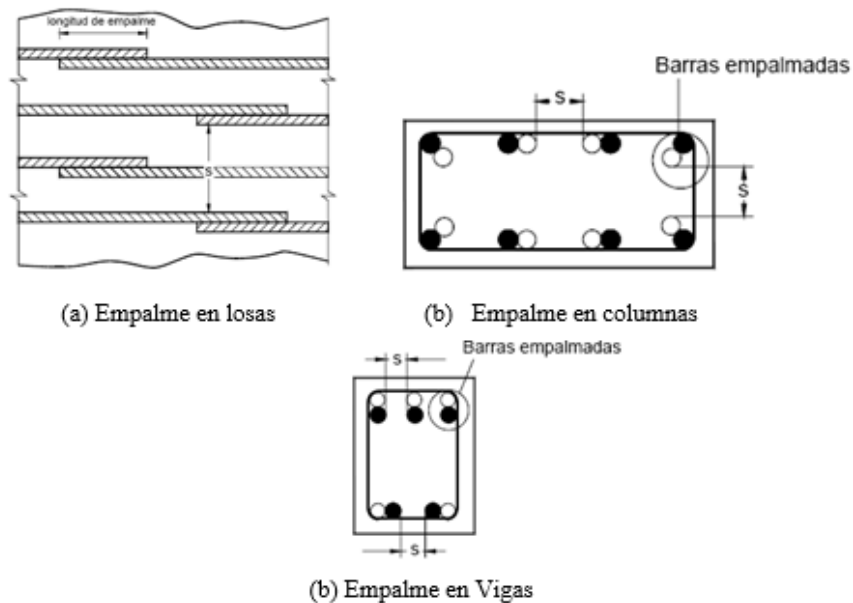 longitud de empalme
S
(a) Empalme en losas
Barras empalmadas
S
S
(b) Empalme en columnas
Barras empalmadas
S
S
(b) Empalme en Vigas